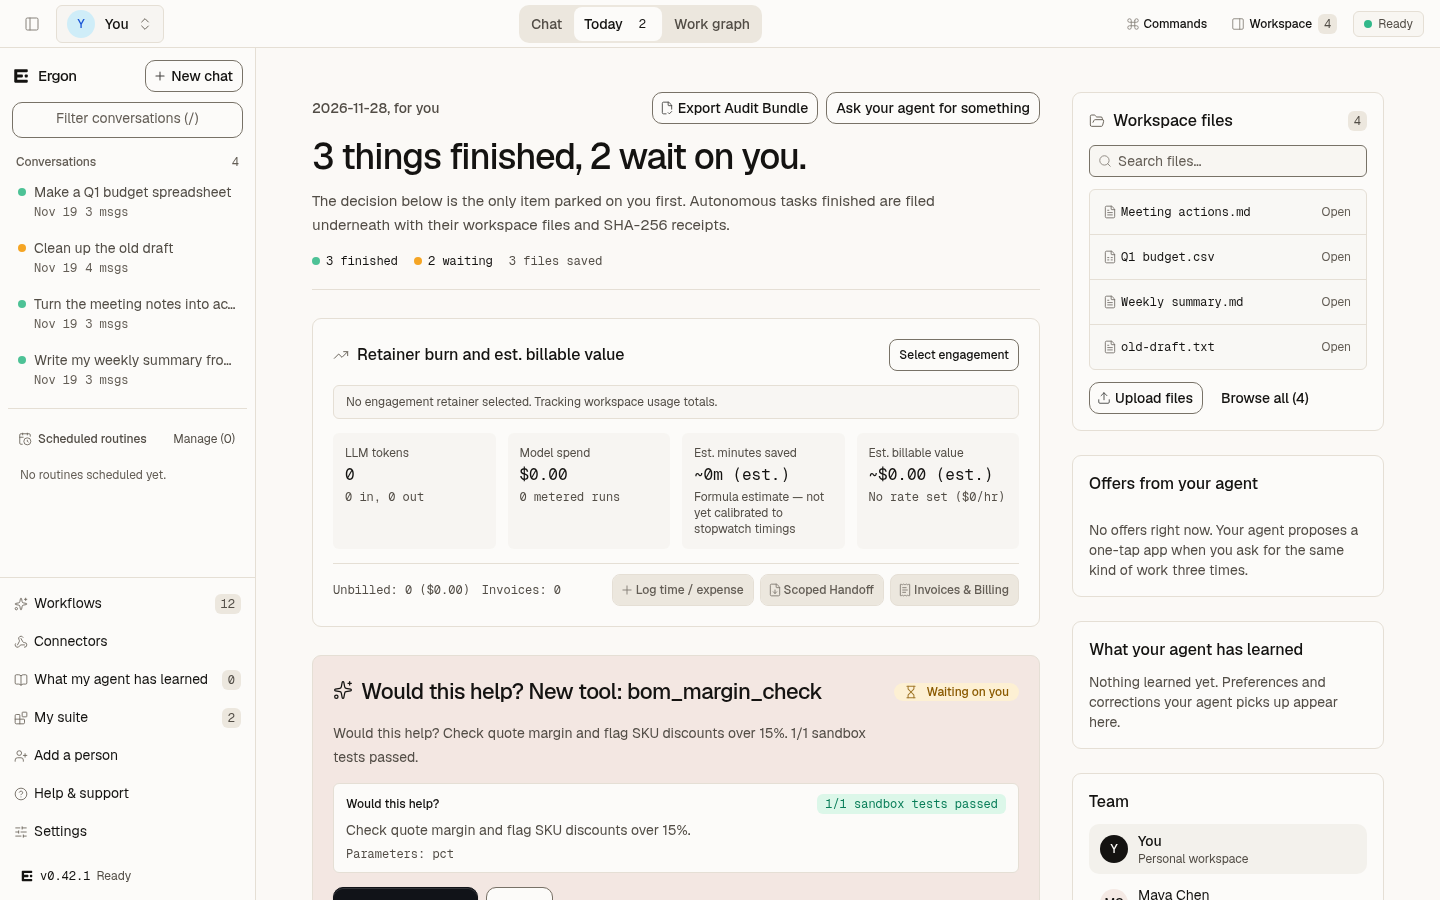 Y You
Chat Today 2 Work graph
Commands Workspace 4 Ready
Ergon
New chat
Filter conversations (/)
Conversations 4
Make a Q1 budget spreadsheet
Nov 19 3 msgs
Clean up the old draft
Nov 19 4 msgs
Turn the meeting notes into ac…
Nov 19 3 msgs
Write my weekly summary fro…
Nov 19 3 msgs
Scheduled routines Manage (0)
No routines scheduled yet.
Workflows 12
Connectors
What my agent has learned 0
My suite 2
Add a person
Help & support
Settings
v0.42.1 Ready
2026-11-28, for you
Export Audit Bundle
Ask your agent for something
3 things finished, 2 wait on you.
The decision below is the only item parked on you first. Autonomous tasks finished are filed
underneath with their workspace files and SHA-256 receipts.
3 finished 2 waiting 3 files saved
Retainer burn and est. billable value
Select engagement
No engagement retainer selected. Tracking workspace usage totals.
LLM tokens
0
0 in, 0 out
Model spend
$0.00
0 metered runs
Est. minutes saved
~0m (est.)
Formula estimate — not
yet calibrated to
stopwatch timings
Est. billable value
~$0.00 (est.)
No rate set ($0/hr)
Unbilled: 0 ($0.00) Invoices: 0
Log time / expense
Scoped Handoff
Invoices & Billing
Would this help? New tool: bom_margin_check
Waiting on you
Would this help? Check quote margin and flag SKU discounts over 15%. 1/1 sandbox
tests passed.
Would this help?
1/1 sandbox tests passed
Check quote margin and flag SKU discounts over 15%.
Parameters: pct
Workspace files 4
Search files…
Meeting actions.md Open
Q1 budget.csv Open
Weekly summary.md Open
old-draft.txt Open
Upload files
Browse all (4)
Offers from your agent
No offers right now. Your agent proposes a
one-tap app when you ask for the same
kind of work three times.
What your agent has learned
Nothing learned yet. Preferences and
corrections your agent picks up appear
here.
Team
Y You
Personal workspace
Maya Chen